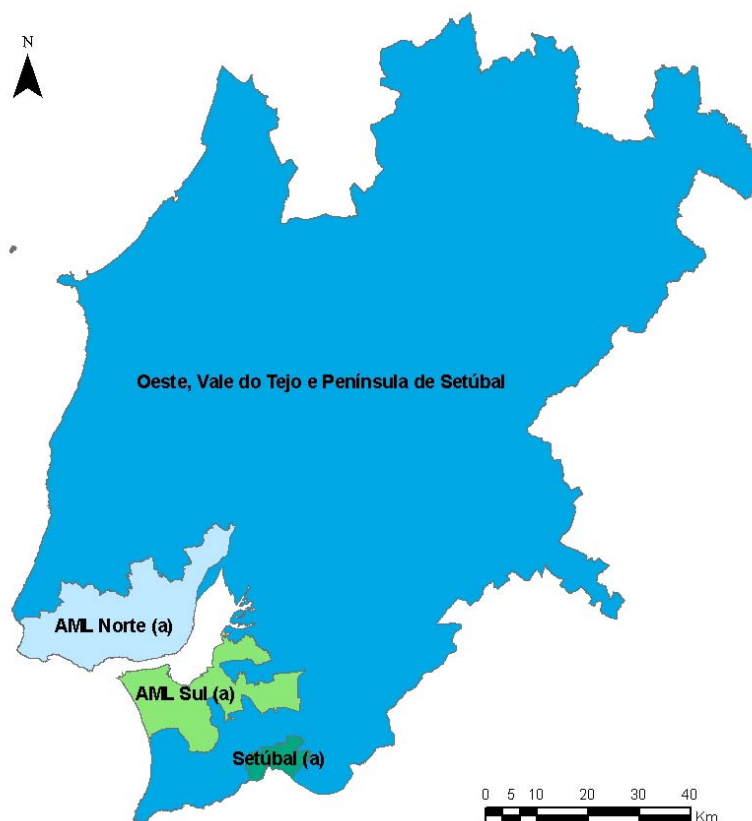 N
Oeste, Vale do Tejo e Península de Setúbal
AML Norte (a)
AML Sul (a)
Setúbal (a)
0 5 10 20 30 40
Km